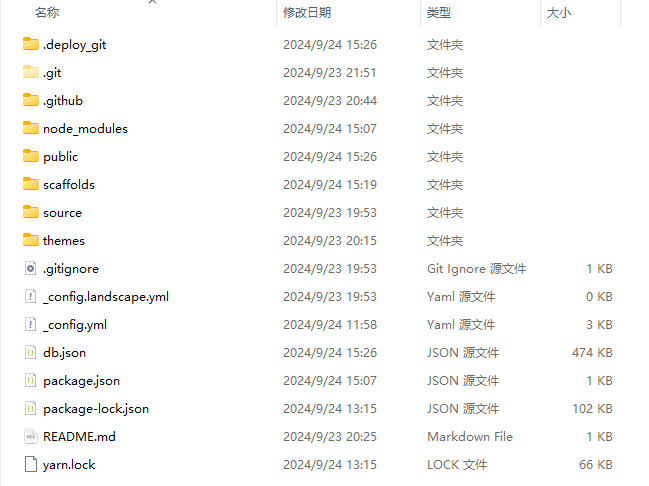 名称 修改日期 类型 大小
.deploy_git 2024/9/24 15:26 文件夹
.git 2024/9/23 21:51 文件夹
.github 2024/9/23 20:44 文件夹
node_modules 2024/9/24 15:07 文件夹
public 2024/9/24 15:26 文件夹
scaffolds 2024/9/24 15:19 文件夹
source 2024/9/23 19:53 文件夹
themes 2024/9/23 20:15 文件夹
.gitignore 2024/9/23 19:53 Git Ignore 源文件 1 KB
_config.landscape.yml 2024/9/23 19:53 Yaml 源文件 0 KB
_config.yml 2024/9/24 11:58 Yaml 源文件 3 KB
db.json 2024/9/24 15:26 JSON 源文件 474 KB
package.json 2024/9/24 15:07 JSON 源文件 1 KB
package-lock.json 2024/9/24 13:15 JSON 源文件 102 KB
README.md 2024/9/23 20:25 Markdown File 1 KB
yarn.lock 2024/9/24 13:15 LOCK 文件 66 KB